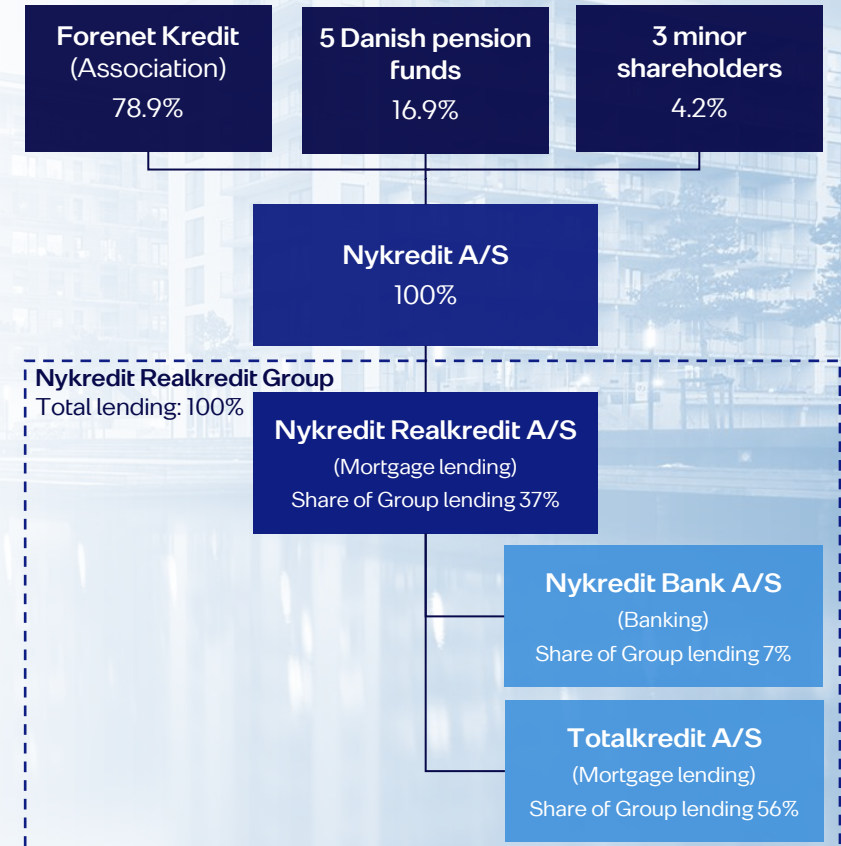 Forenet Kredit
(Association)
78.9%
5 Danish pension
funds
16.9%
3 minor
shareholders
4.2%
Nykredit A/S
100%
Nykredit Realkredit Group
Total lending: 100%
Nykredit Realkredit A/S
(Mortgage lending)
Share of Group lending 37%
Nykredit Bank A/S
(Banking)
Share of Group lending 7%
Totalkredit A/S
(Mortgage lending)
Share of Group lending 56%